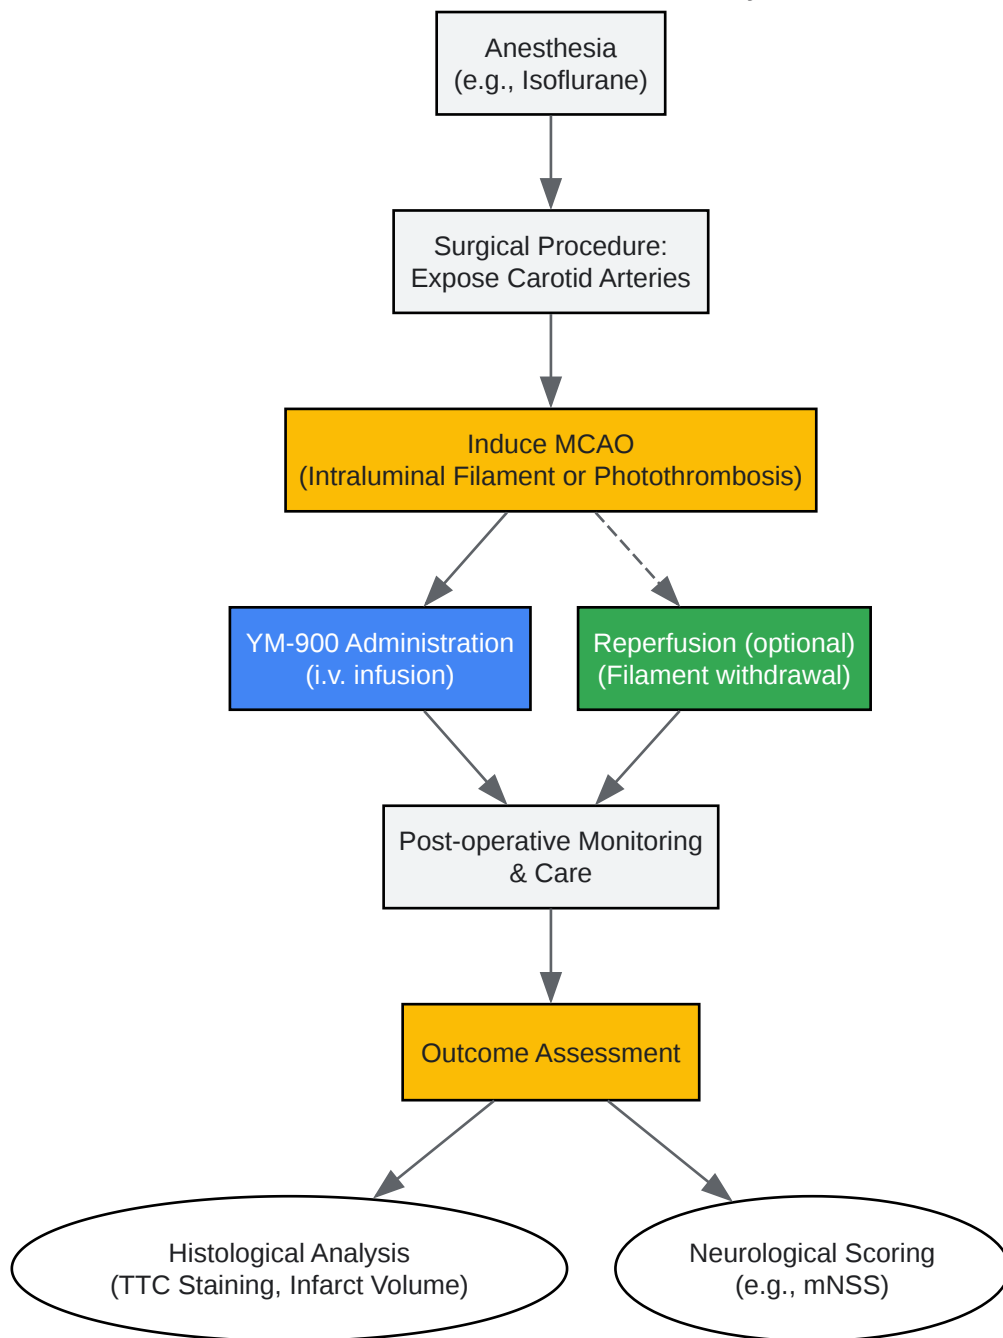 Anesthesia
(e.g., Isoflurane)
Surgical Procedure:
Expose Carotid Arteries
Induce MCAO
(Intraluminal Filament or Photothrombosis)
YM-900 Administration
(i.v. infusion)
Reperfusion (optional)
(Filament withdrawal)
Post-operative Monitoring
& Care
Outcome Assessment
Histological Analysis
(TTC Staining, Infarct Volume)
Neurological Scoring
(e.g., mNSS)